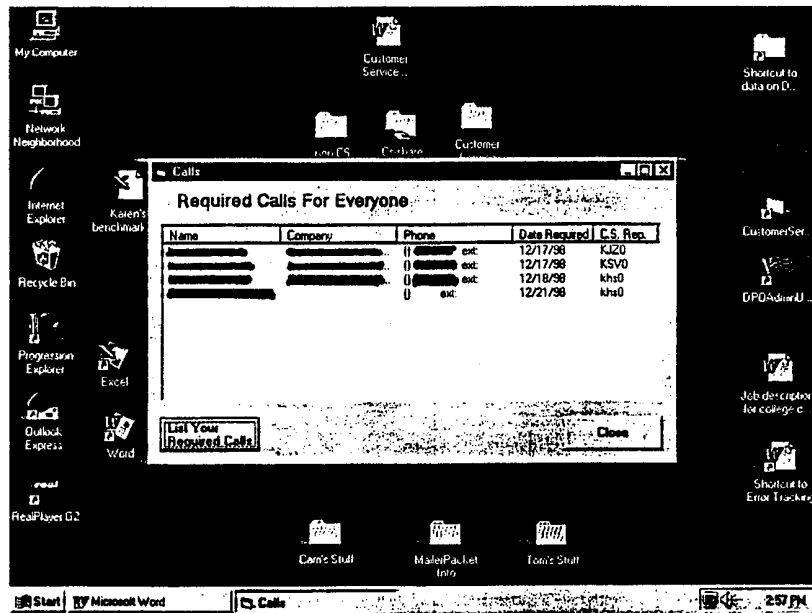 My Computer
Customer
Service...
Shortcut to
data on D...
Network
Neighborhood
Customer
Internet
Explorer
Karen's
benchmark
Calls
Required Calls For Everyone
Name Company Phone Date Required C.S. Rep.
() ext: 12/17/98 KJZ0
() ext: 12/17/98 KSV0
() ext: 12/18/98 khs0
() ext: 12/21/98 khs0
List Your
Required Calls
Close
CustomerSer...
Recycle Bin
DPOAdminU...
Progression
Explorer
Excel
Job description
for college c...
Outlook
Express
Word
Shortcut to
Error Tracking
RealPlayer G2
Cam's Stuff
MailerPacket
Info
Tom's Stuff
Start Microsoft Word Calls 2:57 PM